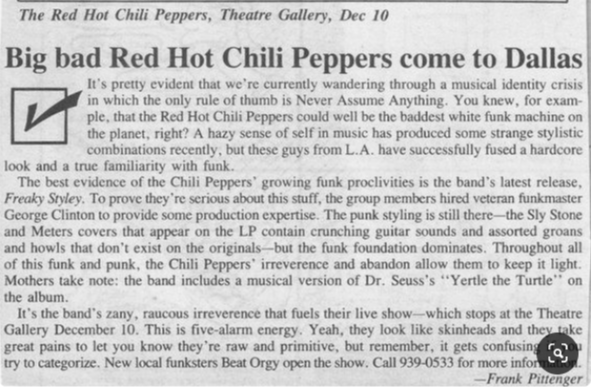 The Red Hot Chili Peppers, Theatre Gallery, Dec 10
Big bad Red Hot Chili Peppers come to Dallas
It's pretty evident that we're currently wandering through a musical identity crisis
in which the only rule of thumb is Never Assume Anything. You knew, for exam-
ple, that the Red Hot Chili Peppers could well be the baddest white funk machine on
the planet, right? A hazy sense of self in music has produced some strange stylistic
combinations recently, but these guys from L.A. have successfully fused a hardcore
look and a true familiarity with funk.
The best evidence of the Chili Peppers' growing funk proclivities is the band's latest release,
Freaky Styley. To prove they're serious about this stuff, the group members hired veteran funkmaster
George Clinton to provide some production expertise. The punk styling is still there—the Sly Stone
and Meters covers that appear on the LP contain crunching guitar sounds and assorted groans
and howls that don't exist on the originals—but the funk foundation dominates. Throughout all
of this funk and punk, the Chili Peppers' irreverence and abandon allow them to keep it light.
Mothers take note: the band includes a musical version of Dr. Seuss's "Yertle the Turtle" on
the album.
It's the band's zany, raucous irreverence that fuels their live show—which stops at the Theatre
Gallery December 10. This is five-alarm energy. Yeah, they look like skinheads and they take
great pains to let you know they're raw and primitive, but remember, it gets confusing
try to categorize. New local funksters Beat Orgy open the show. Call 939-0533 for more
—Frank Pittenger